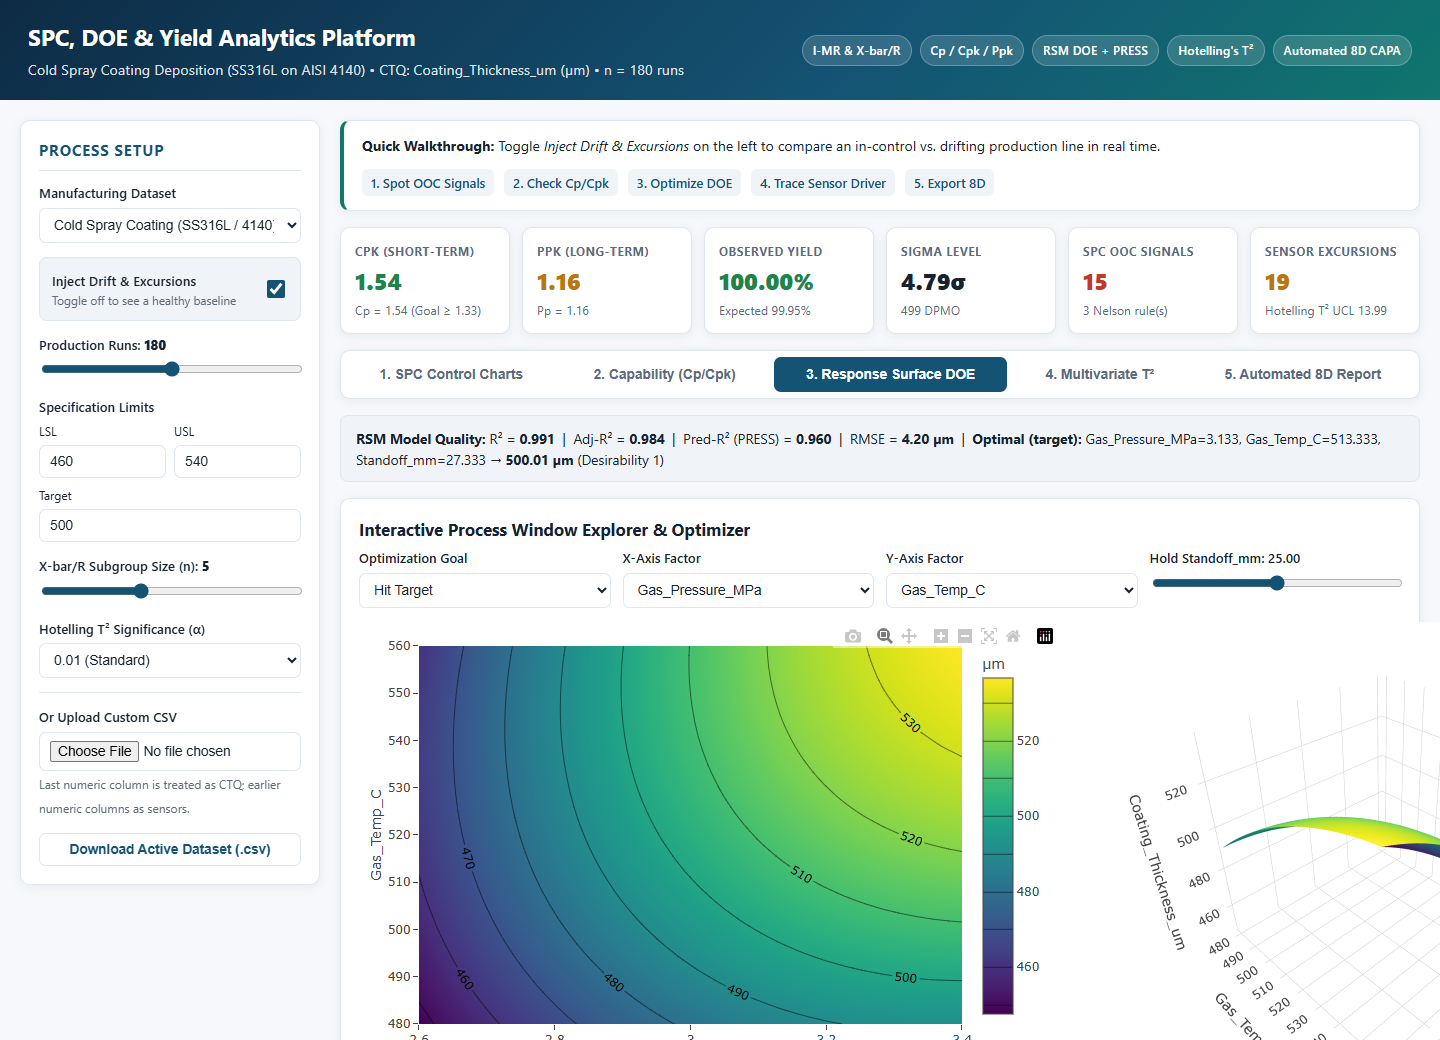 SPC, DOE & Yield Analytics Platform
Cold Spray Coating Deposition (SS316L on AISI 4140) • CTQ: Coating_Thickness_um (µm) • n = 180 runs
I-MR & X-bar/R
Cp / Cpk / Ppk
RSM DOE + PRESS
Hotelling's T²
Automated 8D CAPA
PROCESS SETUP
Manufacturing Dataset
Cold Spray Coating (SS316L / 4140)
Inject Drift & Excursions
Toggle off to see a healthy baseline
Production Runs: 180
Specification Limits
LSL
USL
460
540
Target
500
X-bar/R Subgroup Size (n): 5
Hotelling T² Significance (α)
0.01 (Standard)
Or Upload Custom CSV
Choose File No file chosen
Last numeric column is treated as CTQ; earlier
numeric columns as sensors.
Download Active Dataset (.csv)
Quick Walkthrough: Toggle Inject Drift & Excursions on the left to compare an in-control vs. drifting production line in real time.
1. Spot OOC Signals
2. Check Cp/Cpk
3. Optimize DOE
4. Trace Sensor Driver
5. Export 8D
CPK (SHORT-TERM)
1.54
Cp = 1.54 (Goal ≥ 1.33)
PPK (LONG-TERM)
1.16
Pp = 1.16
OBSERVED YIELD
100.00%
Expected 99.95%
SIGMA LEVEL
4.79σ
499 DPMO
SPC OOC SIGNALS
15
3 Nelson rule(s)
SENSOR EXCURSIONS
19
Hotelling T² UCL 13.99
1. SPC Control Charts
2. Capability (Cp/Cpk)
3. Response Surface DOE
4. Multivariate T²
5. Automated 8D Report
RSM Model Quality: R² = 0.991 | Adj-R² = 0.984 | Pred-R² (PRESS) = 0.960 | RMSE = 4.20 µm | Optimal (target): Gas_Pressure_MPa=3.133, Gas_Temp_C=513.333,
Standoff_mm=27.333 → 500.01 µm (Desirability 1)
Interactive Process Window Explorer & Optimizer
Optimization Goal
X-Axis Factor
Y-Axis Factor
Hold Standoff_mm: 25.00
Hit Target
Gas_Pressure_MPa
Gas_Temp_C
560
550
540
530
520
510
500
490
480
Gas_Temp_C
2.6
2.8
3
3.2
3.4
530
520
510
500
490
480
470
460
µm
520
500
480
460
Coating_Thickness_um
520
500
480
460
480
490
500
510
520
530
Gas_Tem